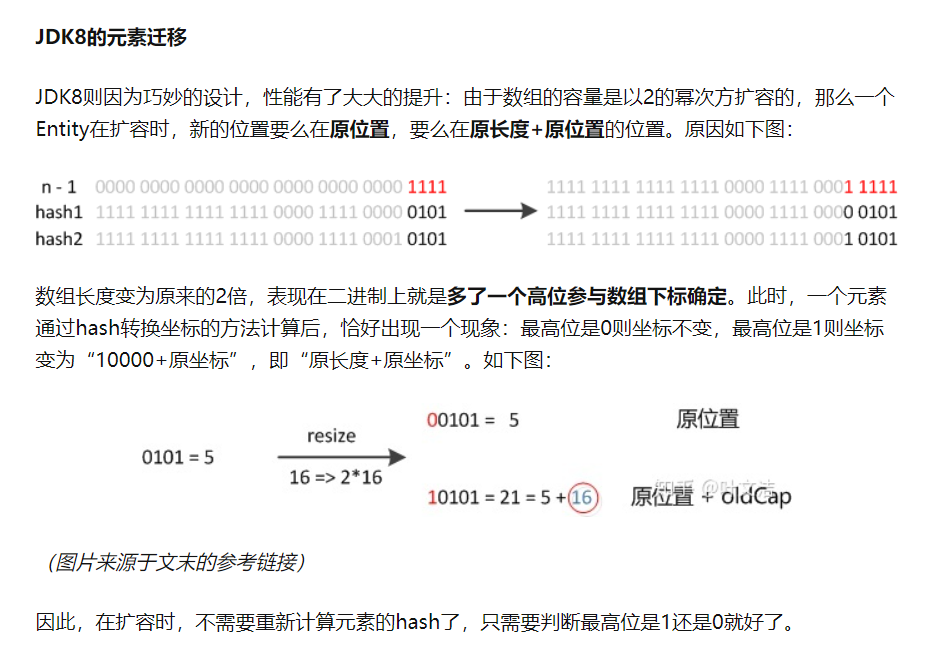 JDK8的元素迁移
JDK8则因为巧妙的设计，性能有了大大的提升：由于数组的容量是以2的幂次方扩容的，那么一个
Entity在扩容时，新的位置要么在原位置，要么在原长度+原位置的位置。原因如下图：
n - 1 0000 0000 0000 0000 0000 0000 0000 1111 1111 1111 1111 1111 0000 1111 0001 1111
hash1 1111 1111 1111 1111 0000 1111 0000 0101 1111 1111 1111 1111 0000 1111 0000 0101
hash2 1111 1111 1111 1111 0000 1111 0001 0101 1111 1111 1111 1111 0000 1111 0001 0101
数组长度变为原来的2倍，表现在二进制上就是多了一个高位参与数组下标确定。此时，一个元素
通过hash转换坐标的方法计算后，恰好出现一个现象：最高位是0则坐标不变，最高位是1则坐标
变为“10000+原坐标”，即“原长度+原坐标”。如下图：
00101 = 5 原位置
resize
0101 = 5
16 => 2*16
10101 = 21 = 5 + 16 原位置 + oldCap
知乎
（图片来源于文末的参考链接）
因此，在扩容时，不需要重新计算元素的hash了，只需要判断最高位是1还是0就好了。